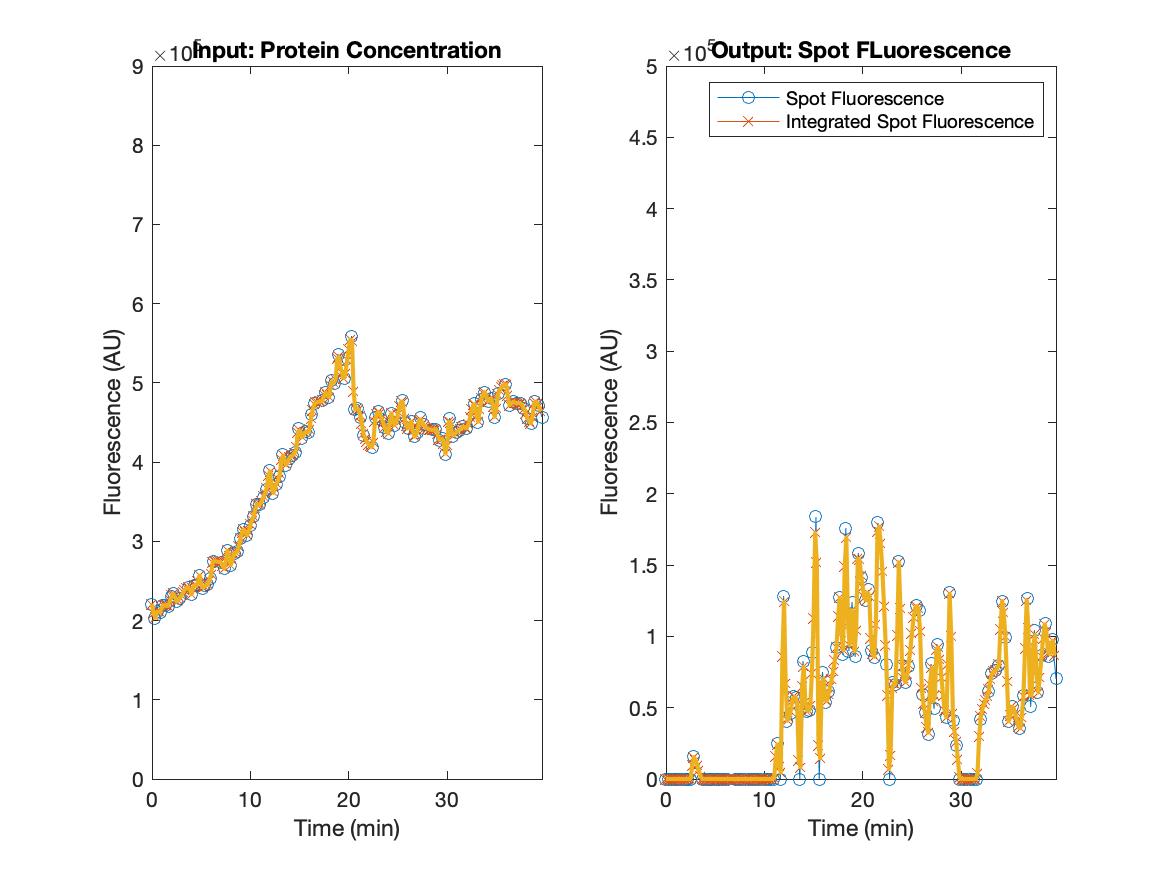 ×10⁵
Input: Protein Concentration
9
8
7
6
5
4
3
2
1
0
Fluorescence (AU)
0 10 20 30
Time (min)
×10⁵
Output: Spot FLuorescence
Spot Fluorescence
Integrated Spot Fluorescence
5
4.5
4
3.5
3
2.5
2
1.5
1
0.5
0
Fluorescence (AU)
0 10 20 30
Time (min)